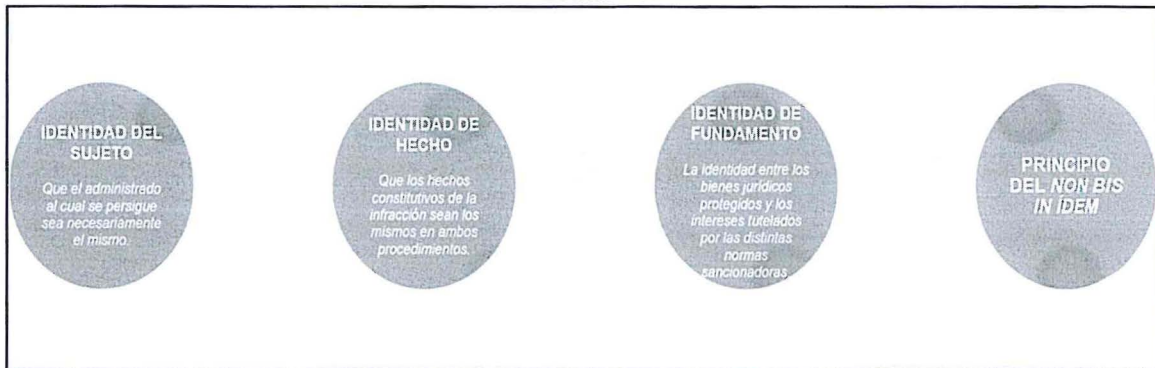 IDENTIDAD DEL
SUJETO
Que el administrado
al cual se persigue
sea necesariamente
el mismo.
IDENTIDAD DE
HECHO
Que los hechos
constitutivos de la
infracción sean los
mismos en ambos
procedimientos.
IDENTIDAD DE
FUNDAMENTO
La identidad entre los
bienes jurídicos
protegidos y los
intereses tutelados
por las distintas
normas
sancionadoras
PRINCIPIO
DEL NON BIS
IN ÍDEM